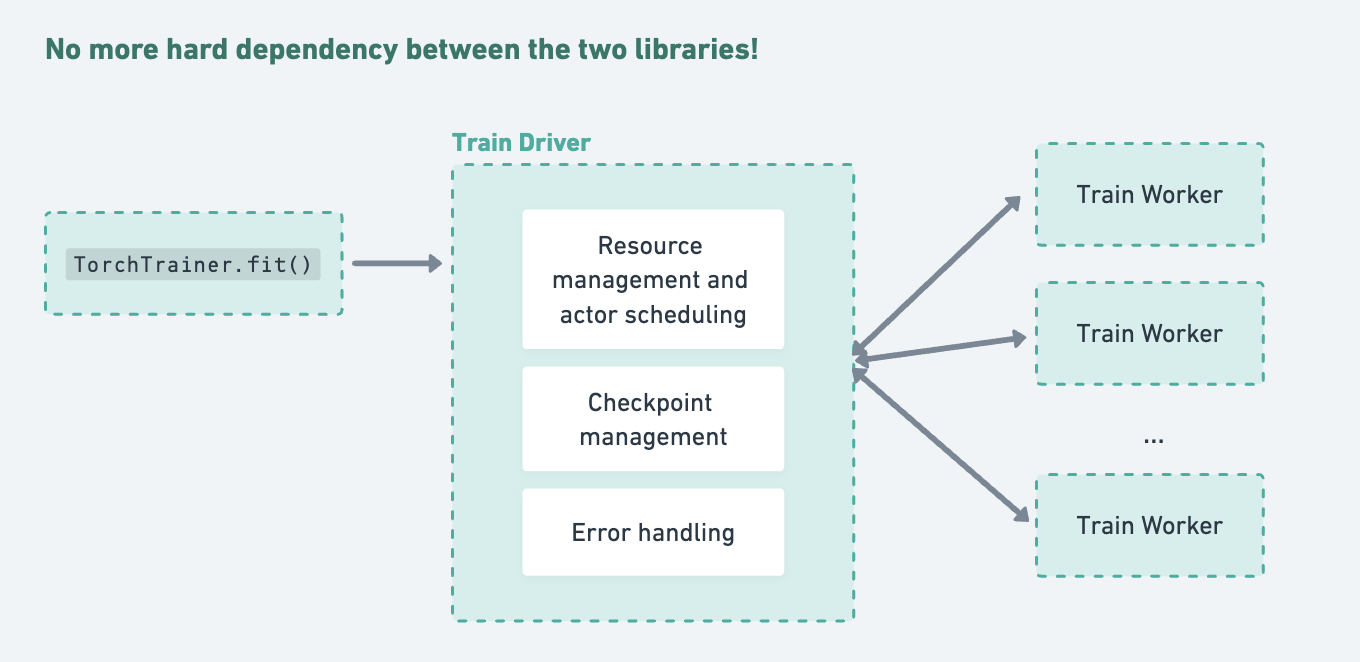 No more hard dependency between the two libraries!
Train Driver
TorchTrainer.fit()
Resource
management and
actor scheduling
Checkpoint
management
Error handling
Train Worker
Train Worker
...
Train Worker